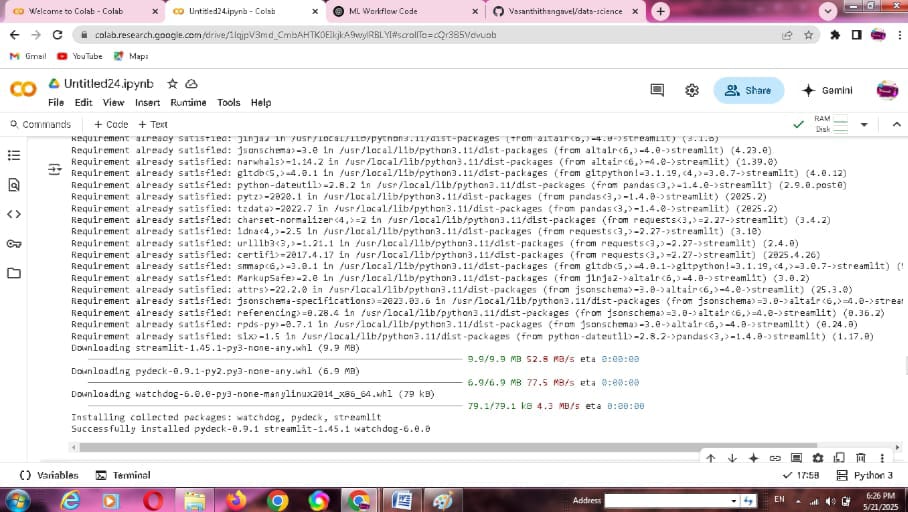 Welcome to Colab - Colab
Untitled24.ipynb - Colab
ML Workflow Code
Vasanthithangavel/data-science
colab.research.google.com/drive/1lqjpV3md_CmbAHTK0ElkjkA9wylRBLYl#scrollTo=cQr385Vdvuob
Gmail
YouTube
Maps
CO
Untitled24.ipynb
Share
Gemini
File Edit View Insert Runtime Tools Help
Commands
+ Code + Text
RAM
Disk
Requirement already satisfied: jinja2 in /usr/local/lib/python3.11/dist-packages (from altair<6,>=4.0->streamlit) (3.1.6)
Requirement already satisfied: jsonschema>=3.0 in /usr/local/lib/python3.11/dist-packages (from altair<6,>=4.0->streamlit) (4.23.0)
Requirement already satisfied: narwhals>=1.14.2 in /usr/local/lib/python3.11/dist-packages (from altair<6,>=4.0->streamlit) (1.39.0)
Requirement already satisfied: gitdb<5,>=4.0.1 in /usr/local/lib/python3.11/dist-packages (from gitpython!=3.1.19,<4,>=3.0.7->streamlit) (4.0.12)
Requirement already satisfied: python-dateutil>=2.8.2 in /usr/local/lib/python3.11/dist-packages (from pandas<3,>=1.4.0->streamlit) (2.9.0.post0)
Requirement already satisfied: pytz>=2020.1 in /usr/local/lib/python3.11/dist-packages (from pandas<3,>=1.4.0->streamlit) (2025.2)
Requirement already satisfied: tzdata>=2022.7 in /usr/local/lib/python3.11/dist-packages (from pandas<3,>=1.4.0->streamlit) (2025.2)
Requirement already satisfied: charset-normalizer<4,>=2 in /usr/local/lib/python3.11/dist-packages (from requests<3,>=2.27->streamlit) (3.4.2)
Requirement already satisfied: idna<4,>=2.5 in /usr/local/lib/python3.11/dist-packages (from requests<3,>=2.27->streamlit) (3.10)
Requirement already satisfied: urllib3<3,>=1.21.1 in /usr/local/lib/python3.11/dist-packages (from requests<3,>=2.27->streamlit) (2.4.0)
Requirement already satisfied: certifi>=2017.4.17 in /usr/local/lib/python3.11/dist-packages (from requests<3,>=2.27->streamlit) (2025.4.26)
Requirement already satisfied: smmap<6,>=3.0.1 in /usr/local/lib/python3.11/dist-packages (from gitdb<5,>=4.0.1->gitpython!=3.1.19,<4,>=3.0.7->streamlit) (
Requirement already satisfied: MarkupSafe>=2.0 in /usr/local/lib/python3.11/dist-packages (from jinja2->altair<6,>=4.0->streamlit) (3.0.2)
Requirement already satisfied: attrs>=22.2.0 in /usr/local/lib/python3.11/dist-packages (from jsonschema>=3.0->altair<6,>=4.0->streamlit) (25.3.0)
Requirement already satisfied: jsonschema-specifications>=2023.03.6 in /usr/local/lib/python3.11/dist-packages (from jsonschema>=3.0->altair<6,>=4.0->strear
Requirement already satisfied: referencing>=0.28.4 in /usr/local/lib/python3.11/dist-packages (from jsonschema>=3.0->altair<6,>=4.0->streamlit) (0.36.2)
Requirement already satisfied: rpds-py>=0.7.1 in /usr/local/lib/python3.11/dist-packages (from jsonschema>=3.0->altair<6,>=4.0->streamlit) (0.24.0)
Requirement already satisfied: six>=1.5 in /usr/local/lib/python3.11/dist-packages (from python-dateutil>=2.8.2->pandas<3,>=1.4.0->streamlit) (1.17.0)
Downloading streamlit-1.45.1-py3-none-any.whl (9.9 MB)
9.9/9.9 MB 52.8 MB/s eta 0:00:00
Downloading pydeck-0.9.1-py2.py3-none-any.whl (6.9 MB)
6.9/6.9 MB 77.5 MB/s eta 0:00:00
Downloading watchdog-6.0.0-py3-none-manylinux2014_x86_64.whl (79 kB)
79.1/79.1 kB 4.3 MB/s eta 0:00:00
Installing collected packages: watchdog, pydeck, streamlit
Successfully installed pydeck-0.9.1 streamlit-1.45.1 watchdog-6.0.0
Variables
Terminal
17:58
Python 3
Address
EN
6:26 PM
5/21/2025